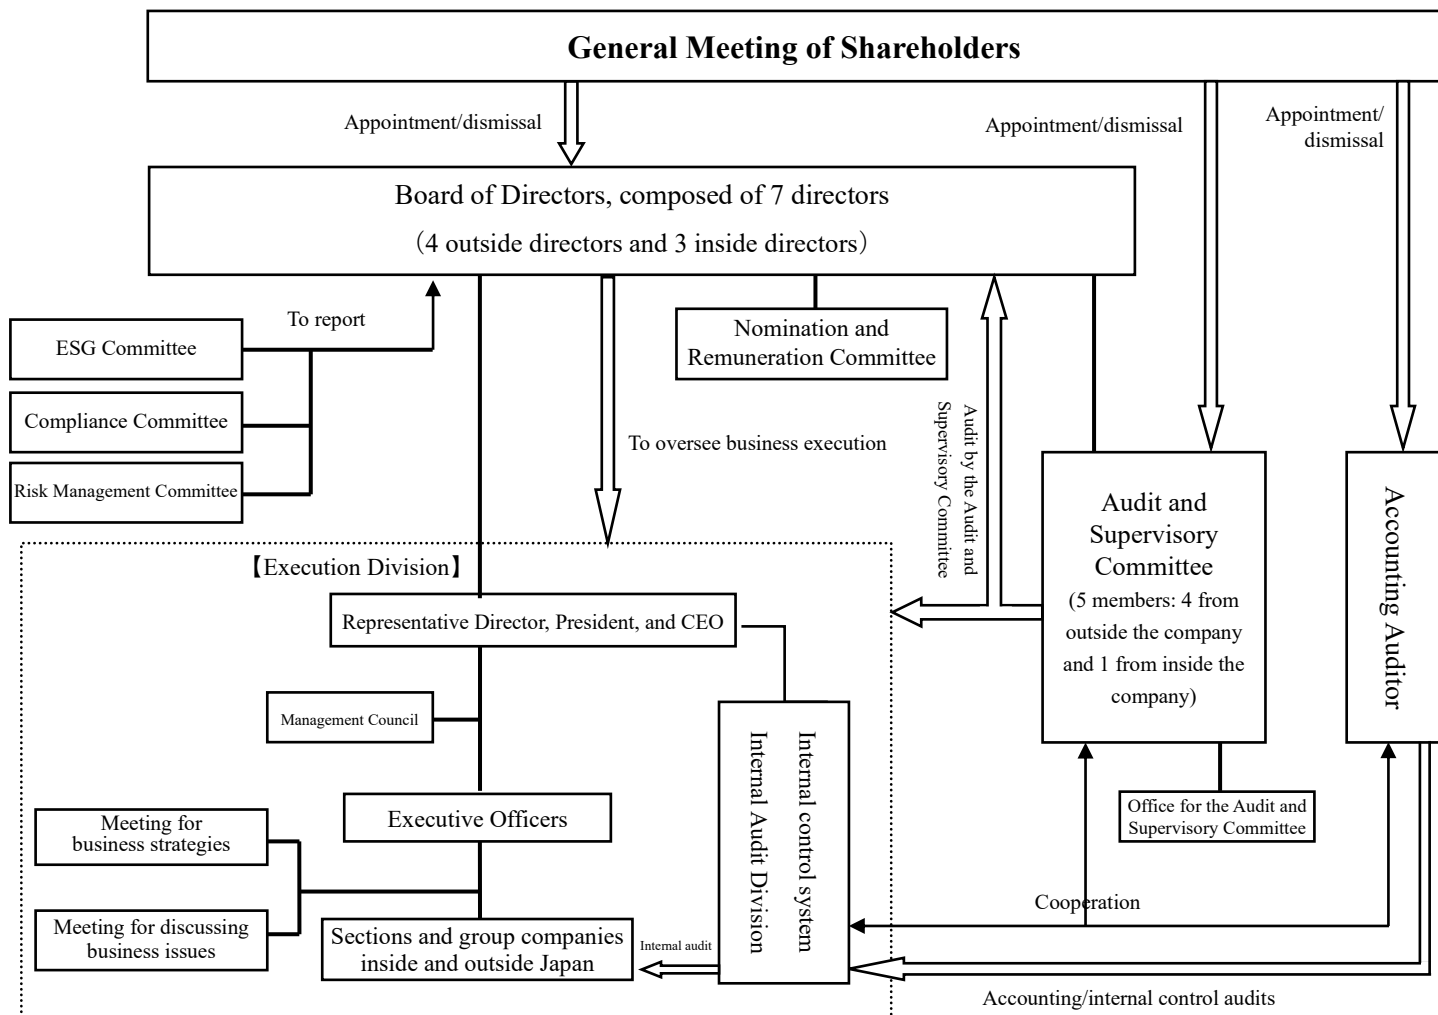 General Meeting of Shareholders
Appointment/dismissal
Appointment/dismissal
Appointment/
dismissal
Board of Directors, composed of 7 directors
（4 outside directors and 3 inside directors）
To report
ESG Committee
Compliance Committee
Risk Management Committee
Nomination and
Remuneration Committee
To oversee business execution
Audit by the Audit and
Supervisory Committee
Audit and
Supervisory
Committee
(5 members: 4 from
outside the company
and 1 from inside the
company)
Accounting Auditor
【Execution Division】
Representative Director, President, and CEO
Management Council
Internal control system
Internal Audit Division
Executive Officers
Office for the Audit and
Supervisory Committee
Meeting for
business strategies
Meeting for discussing
business issues
Sections and group companies
inside and outside Japan
Internal audit
Cooperation
Accounting/internal control audits